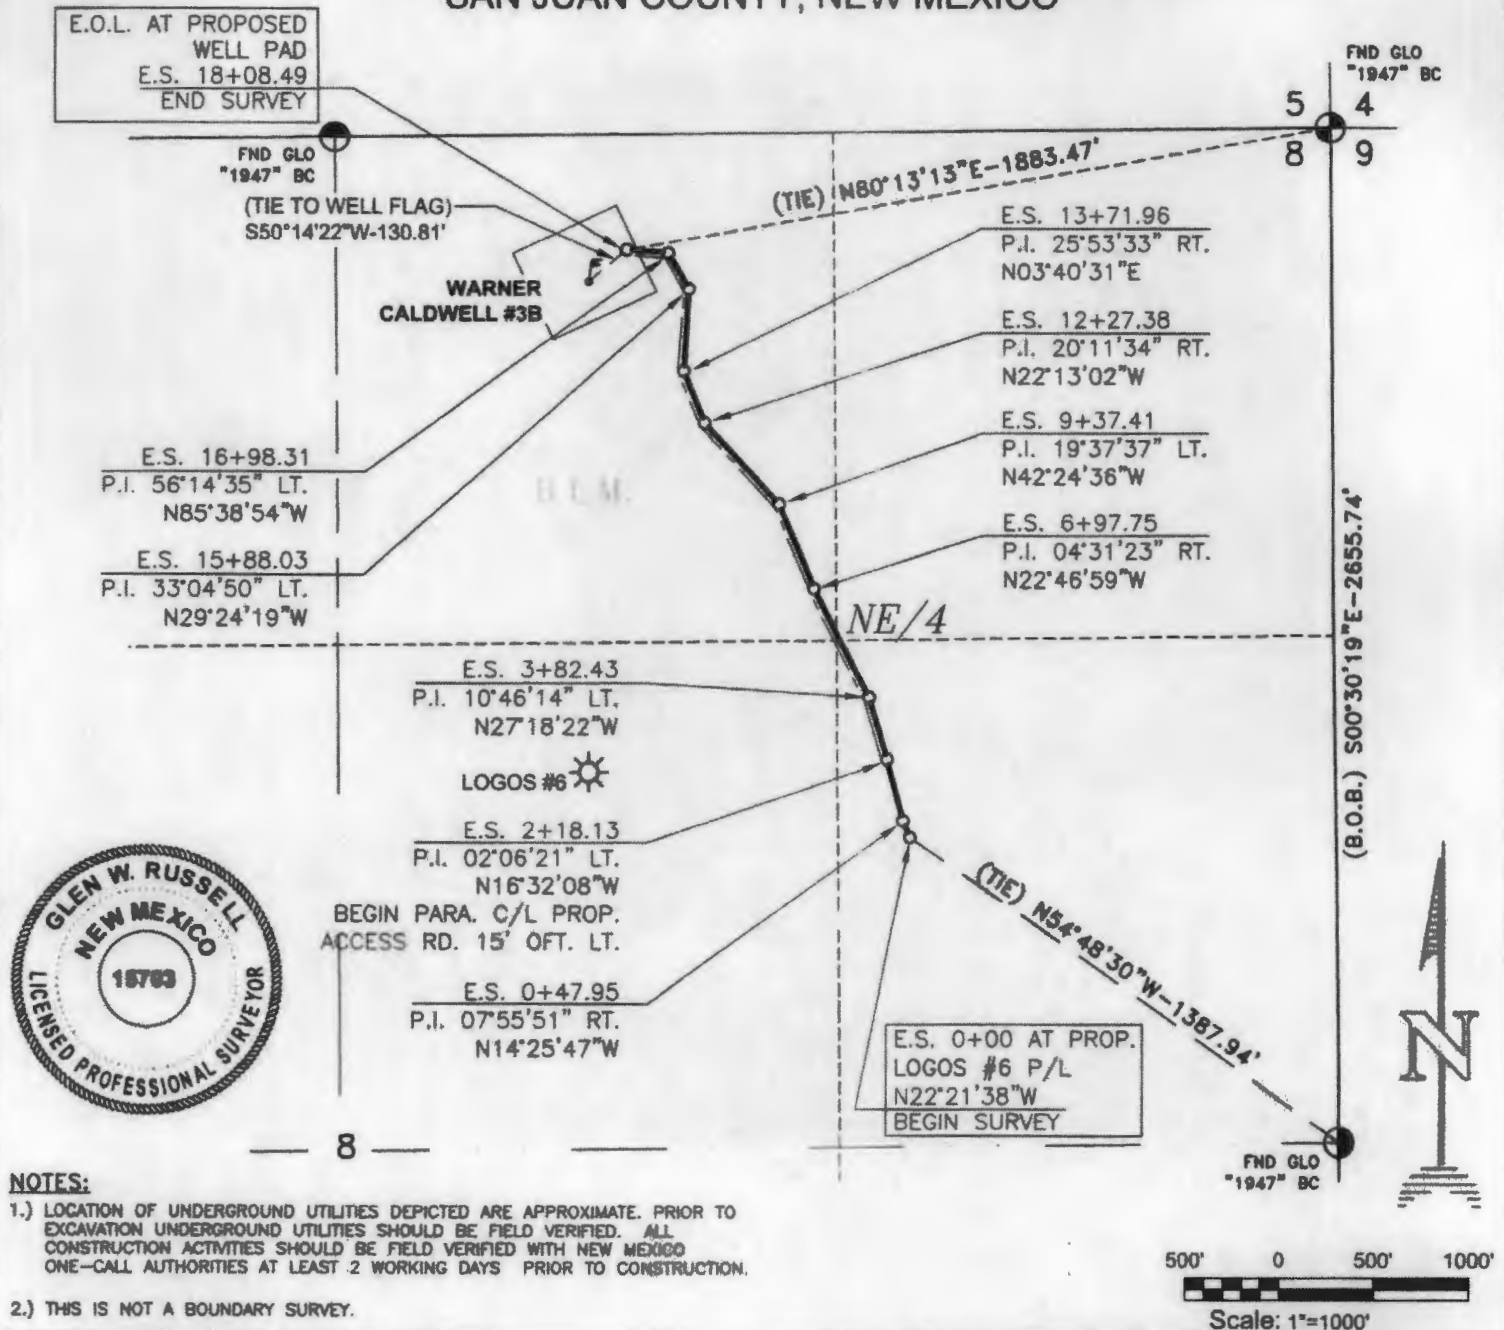 SAN JUAN COUNTY, NEW MEXICO
E.O.L. AT PROPOSED
WELL PAD
E.S. 18+08.49
END SURVEY
FND GLO
"1947" BC
5 4
8 9
FND GLO
"1947" BC
(TIE) N80°13'13"E-1883.47'
(TIE TO WELL FLAG)
S50°14'22"W-130.81'
WARNER
CALDWELL #3B
E.S. 13+71.96
P.I. 25°53'33" RT.
N03°40'31"E
E.S. 12+27.38
P.I. 20°11'34" RT.
N22°13'02"W
E.S. 9+37.41
P.I. 19°37'37" LT.
N42°24'36"W
E.S. 6+97.75
P.I. 04°31'23" RT.
N22°46'59"W
E.S. 16+98.31
P.I. 56°14'35" LT.
N85°38'54"W
E.S. 15+88.03
P.I. 33°04'50" LT.
N29°24'19"W
B.L.M.
NE/4
(B.O.B.) S00°30'19"E-2655.74'
E.S. 3+82.43
P.I. 10°46'14" LT.
N27°18'22"W
LOGOS #6
E.S. 2+18.13
P.I. 02°06'21" LT.
N16°32'08"W
BEGIN PARA. C/L PROP.
ACCESS RD. 15' OFT. LT.
E.S. 0+47.95
P.I. 07°55'51" RT.
N14°25'47"W
(TIE) N54°48'30"W-1387.94'
E.S. 0+00 AT PROP.
LOGOS #6 P/L
N22°21'38"W
BEGIN SURVEY
GLEN W. RUSSELL
NEW MEXICO
15703
LICENSED PROFESSIONAL SURVEYOR
8
FND GLO
"1947" BC
N
NOTES:
1.) LOCATION OF UNDERGROUND UTILITIES DEPICTED ARE APPROXIMATE. PRIOR TO
EXCAVATION UNDERGROUND UTILITIES SHOULD BE FIELD VERIFIED. ALL
CONSTRUCTION ACTIVITIES SHOULD BE FIELD VERIFIED WITH NEW MEXICO
ONE-CALL AUTHORITIES AT LEAST 2 WORKING DAYS PRIOR TO CONSTRUCTION.
2.) THIS IS NOT A BOUNDARY SURVEY.
500' 0 500' 1000'
Scale: 1"=1000'